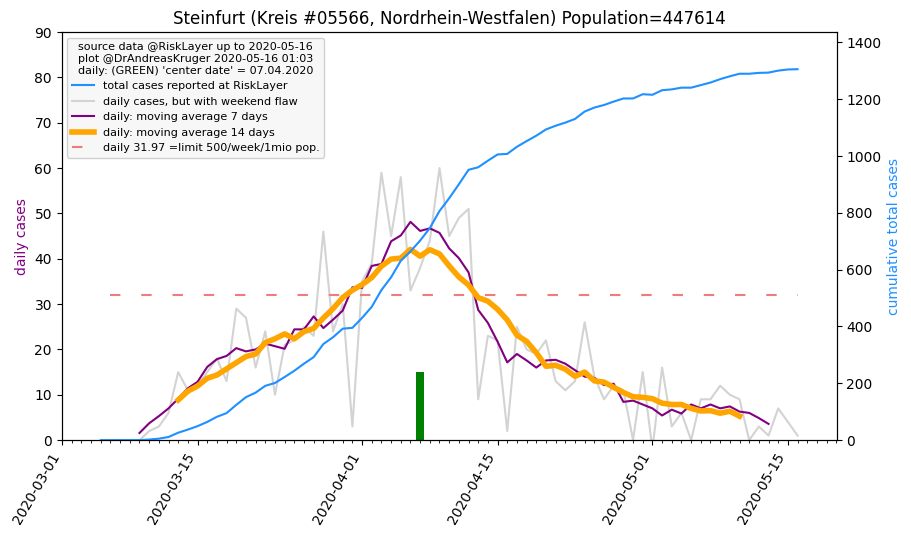 Steinfurt (Kreis #05566, Nordrhein-Westfalen) Population=447614
source data @RiskLayer up to 2020-05-16
plot @DrAndreasKruger 2020-05-16 01:03
daily: (GREEN) 'center date' = 07.04.2020
total cases reported at RiskLayer
daily cases, but with weekend flaw
daily: moving average 7 days
daily: moving average 14 days
daily 31.97 =limit 500/week/1mio pop.
daily cases
90
80
70
60
50
40
30
20
10
0
1400
1200
1000
800
600
400
200
0
cumulative total cases
2020-03-01
2020-03-15
2020-04-01
2020-04-15
2020-05-01
2020-05-15